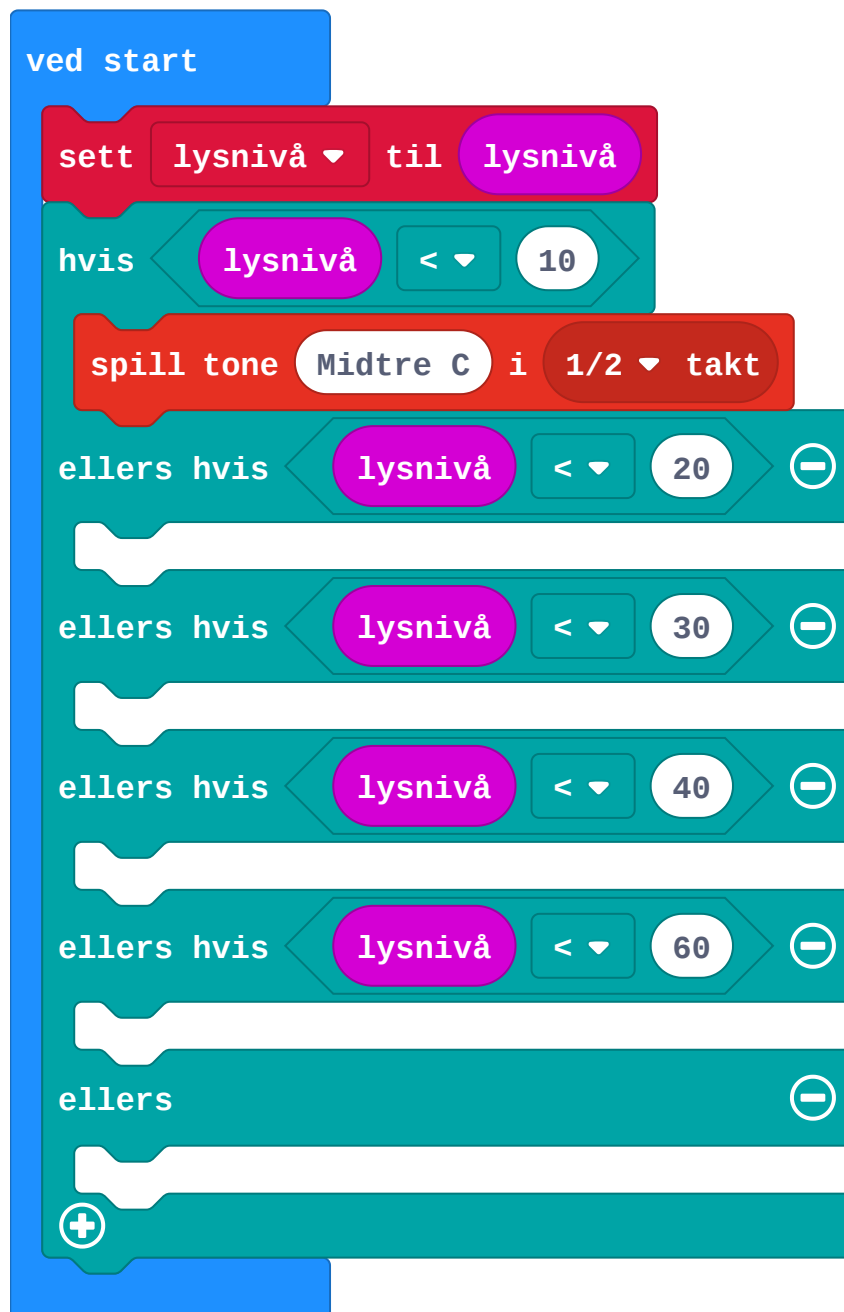 ved start
sett lysnivå til lysnivå
hvis lysnivå < 10
spill tone Midtre C i 1/2 takt
ellers hvis lysnivå < 20
ellers hvis lysnivå < 30
ellers hvis lysnivå < 40
ellers hvis lysnivå < 60
ellers